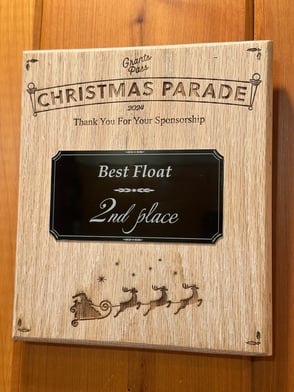 Grants
Pass
CHRISTMAS PARADE
2024
Thank You For Your Sponsorship
Best Float
2nd place